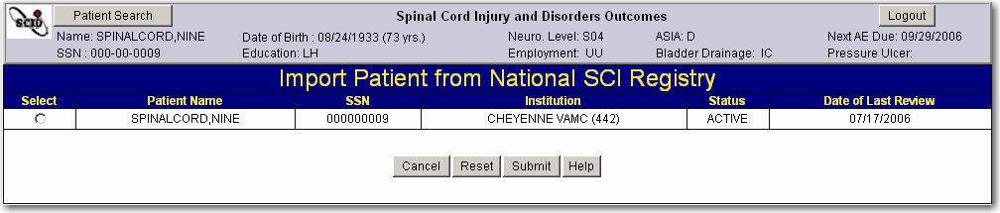 SCID Patient Search Spinal Cord Injury and Disorders Outcomes Logout
Name: SPINALCORD,NINE Date of Birth : 08/24/1933 (73 yrs.) Neuro. Level: S04 ASIA: D Next AE Due: 09/29/2006
SSN : 000-00-0009 Education: LH Employment: UU Bladder Drainage: IC Pressure Ulcer:
Import Patient from National SCI Registry
Select Patient Name SSN Institution Status Date of Last Review
SPINALCORD,NINE 000000009 CHEYENNE VAMC (442) ACTIVE 07/17/2006
Cancel Reset Submit Help